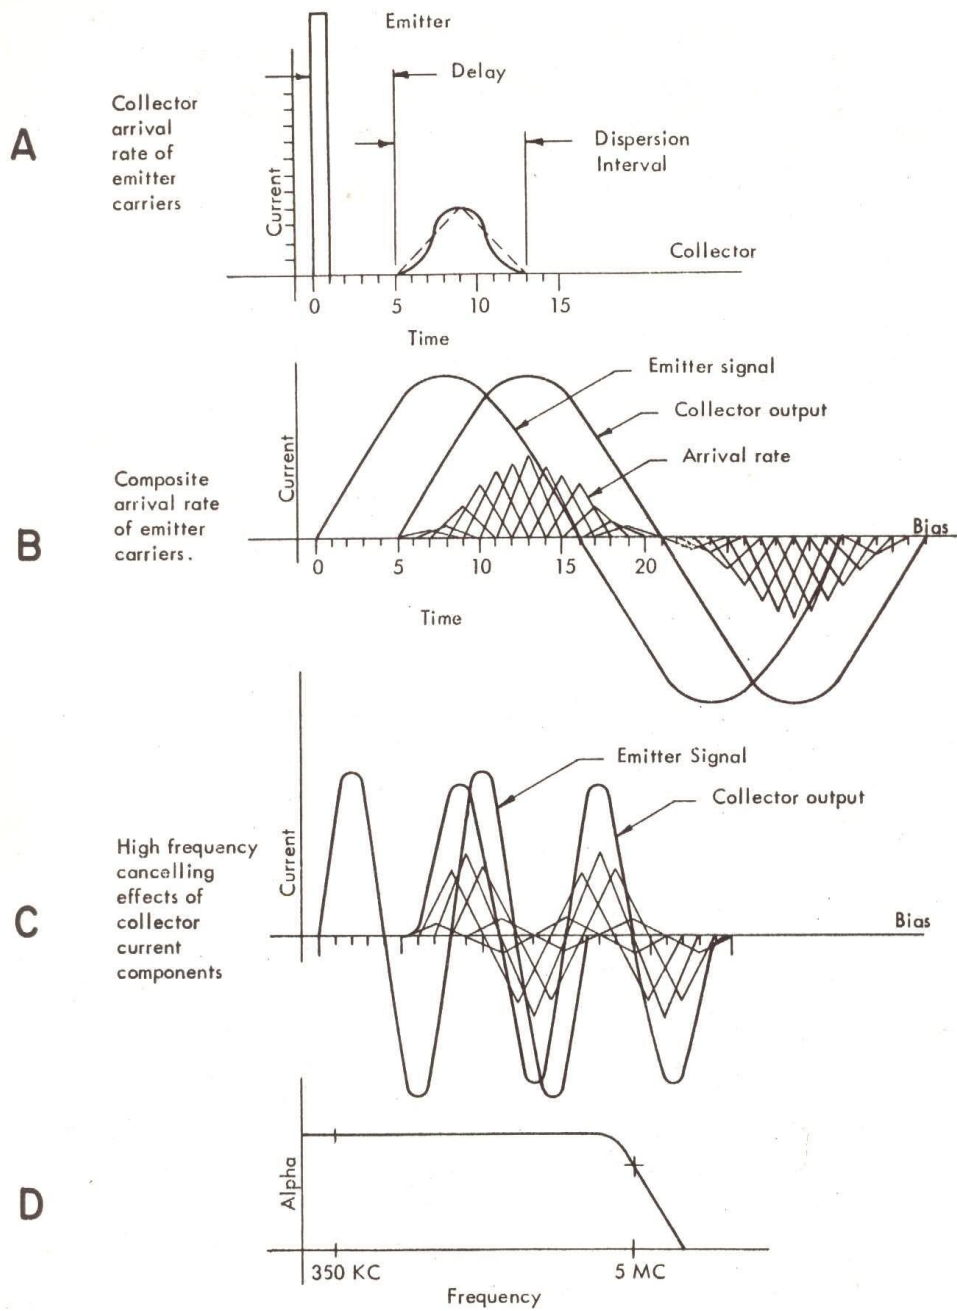 A
Collector
arrival
rate of
emitter
carriers
Current
Emitter
Delay
Dispersion
Interval
Collector
0 5 10 15
Time
B
Composite
arrival rate
of emitter
carriers.
Current
Emitter signal
Collector output
Arrival rate
Bias
0 5 10 15 20
Time
C
High frequency
cancelling
effects of
collector
current
components
Current
Emitter Signal
Collector output
Bias
D
Alpha
350 KC 5 MC
Frequency